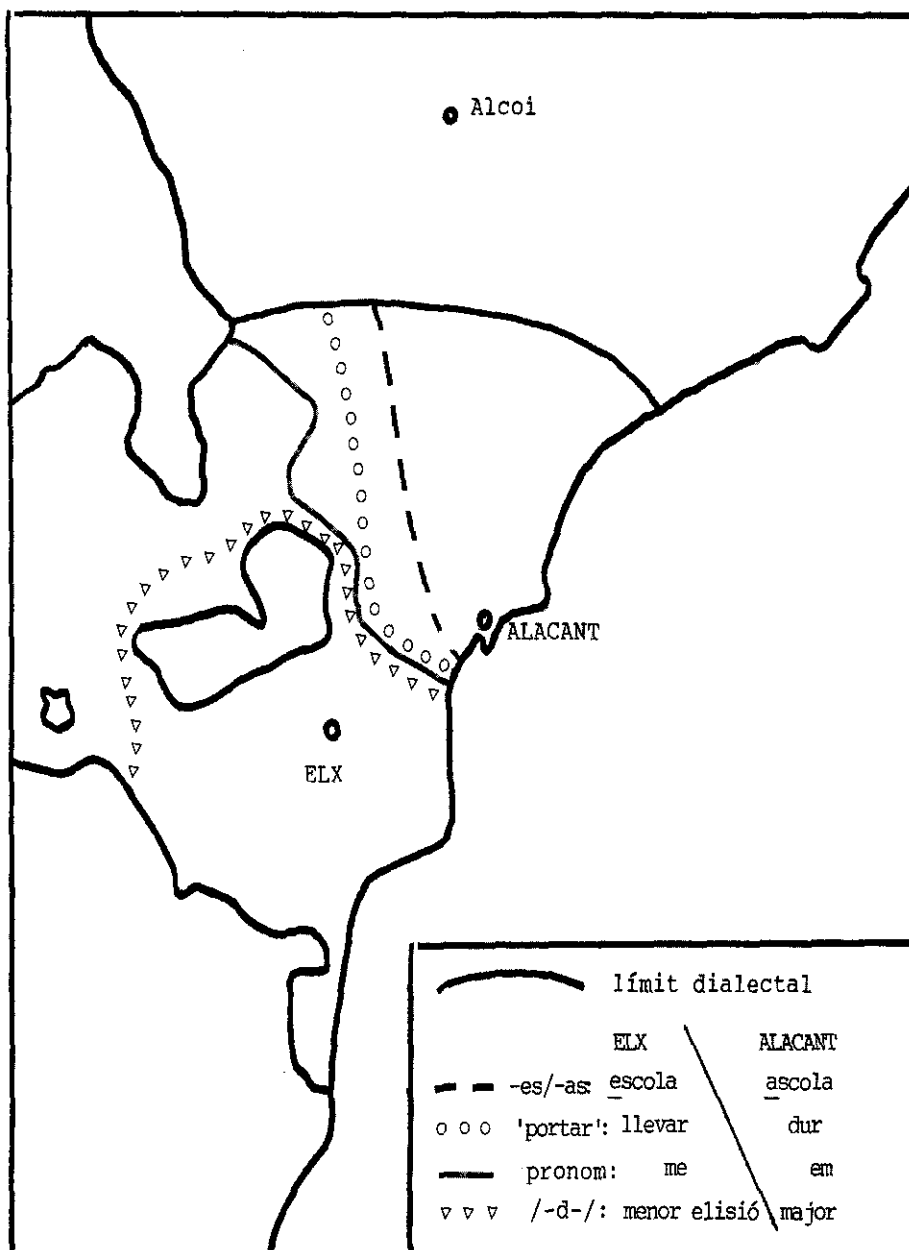 Alcoi
ALACANT
ELX
límit dialectal
ELX ALACANT
-es/-as: escola ascola
'portar': llevar dur
pronom: me em
/-d-/: menor elisió major